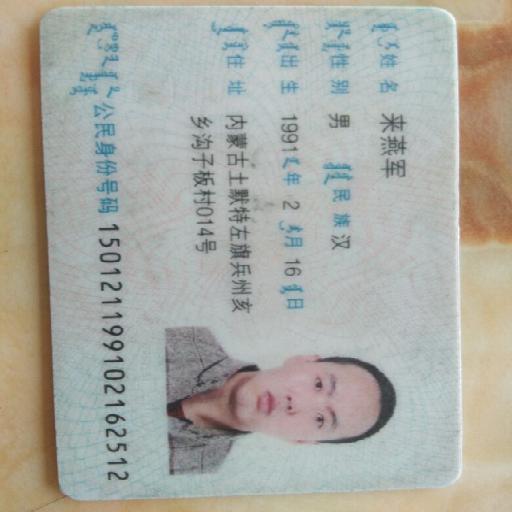 姓名 来燕军
性别 男 民族 汉
出生 1991 年 2 月 16 日
住址 内蒙古土默特左旗兵州亥
乡沟子板村014号
公民身份号码 150121199102162512